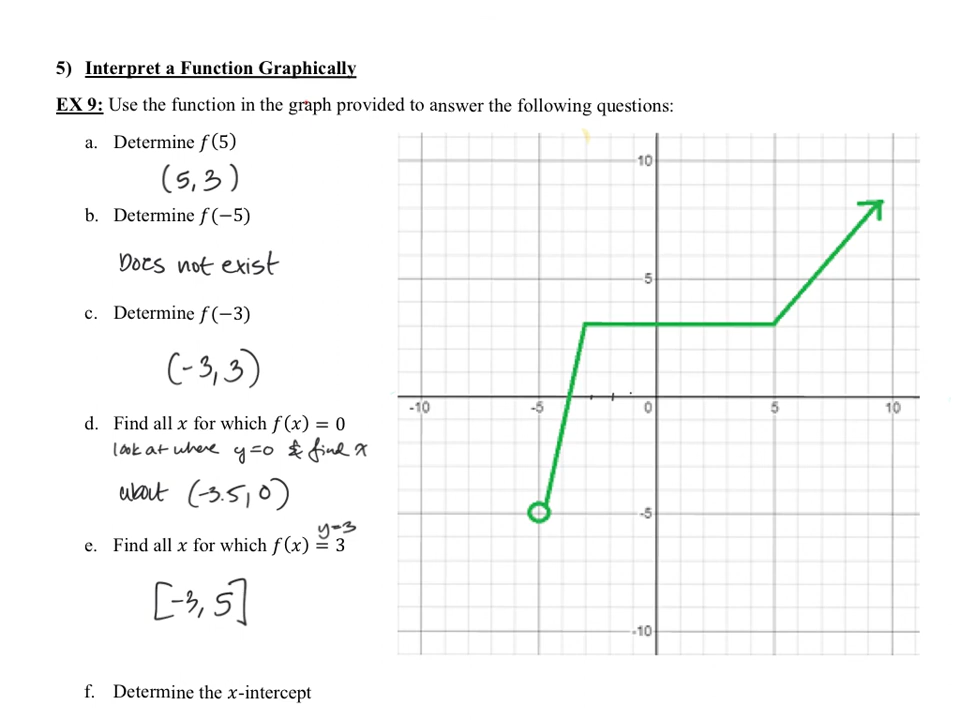 5) Interpret a Function Graphically
EX 9: Use the function in the graph provided to answer the following questions:
a. Determine f(5)
(5,3)
b. Determine f(−5)
Does not exist
c. Determine f(−3)
(-3,3)
d. Find all x for which f(x) = 0
look at where y=0 & find x
about (-3.5,0)
y=3
e. Find all x for which f(x) = 3
[-3,5]
f. Determine the x-intercept
10
5
-10 -5 0 5 10
-5
-10